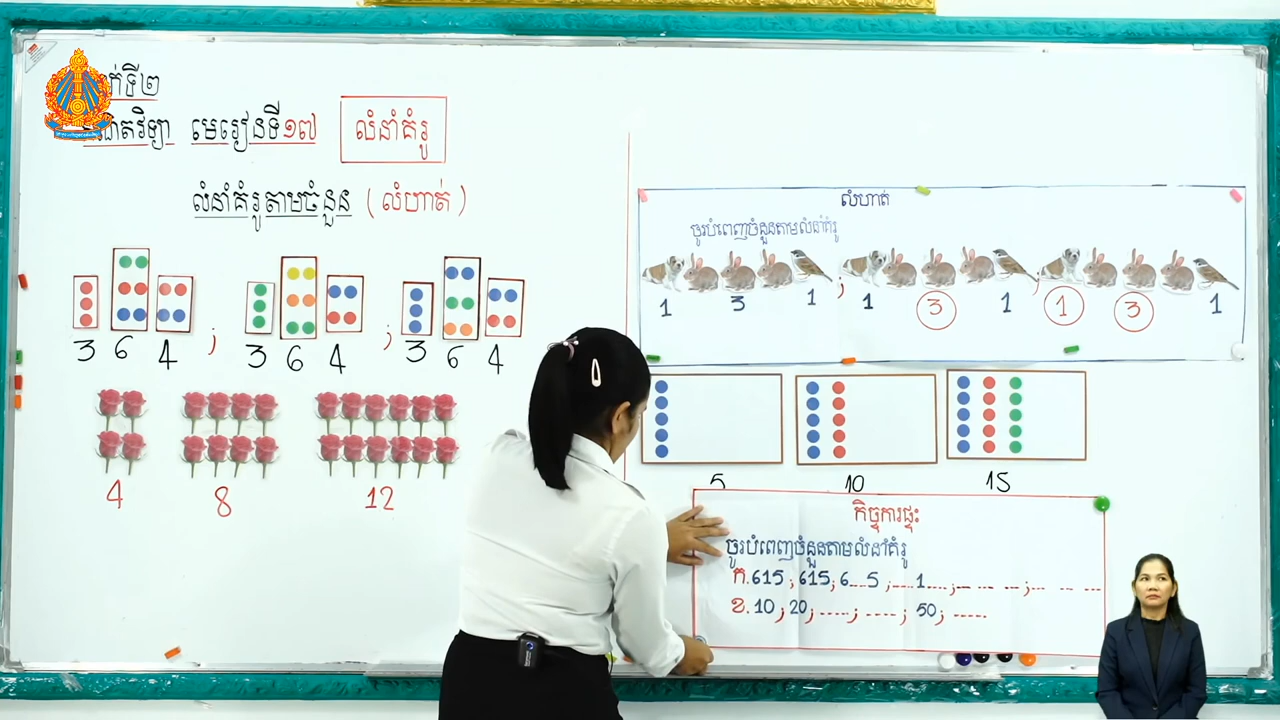 ក់ទី២
ណិតវិទ្យា មេរៀនទី១៧ លំនាំគំរូ
លំនាំគំរូតាមចំនួន (លំហាត់)
3 6 4 ; 3 6 4 ; 3 6 4
4 8 12
លំហាត់
ចូរបំពេញចំនួនតាមលំនាំគំរូ
1 3 1 ; 1 3 1 ; 1 3 1
5 10 15
កិច្ចការផ្ទះ
ចូរបំពេញចំនួនតាមលំនាំគំរូ
ក. 615 ; 615 ; 6....5 ; ....1.... ; ... ... ... ; ... ... ...
ខ. 10 ; 20 ; ..... ; ..... ; 50 ; .....